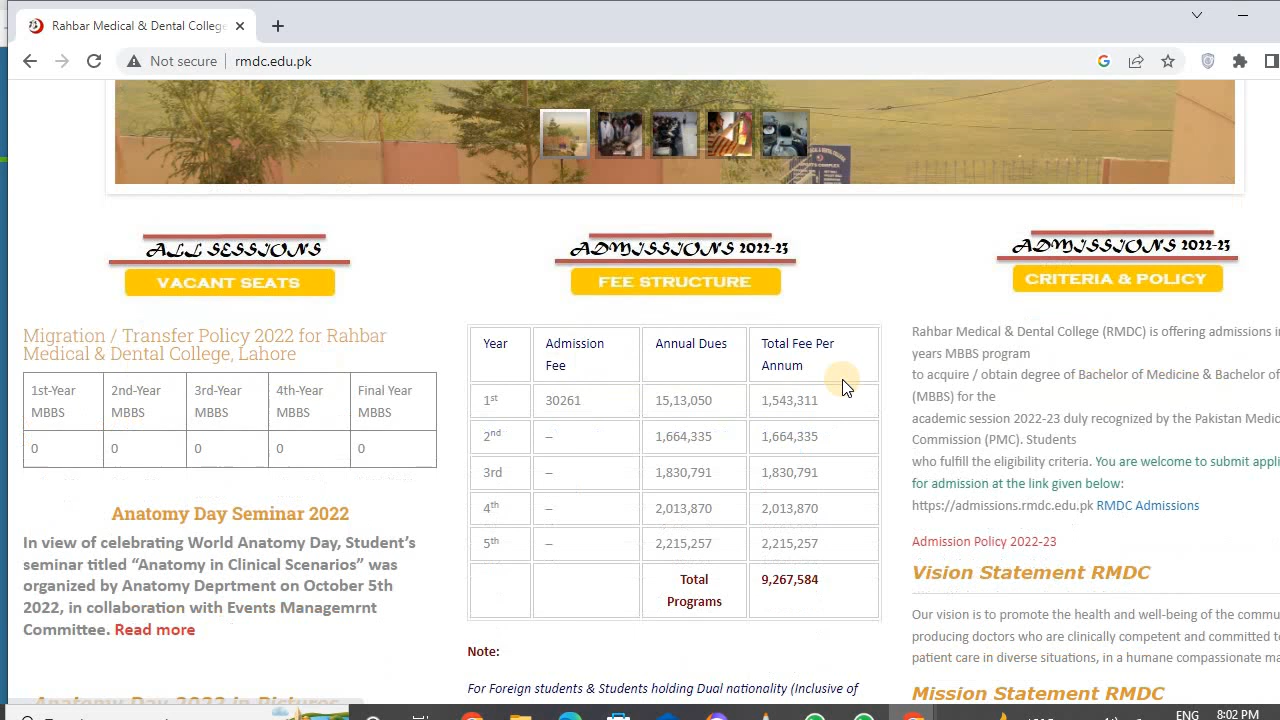 Rahbar Medical & Dental College
Not secure
rmdc.edu.pk
ALL SESSIONS
VACANT SEATS
Migration / Transfer Policy 2022 for Rahbar
Medical & Dental College, Lahore
1st-Year MBBS 2nd-Year MBBS 3rd-Year MBBS 4th-Year MBBS Final Year MBBS
0 0 0 0 0
Anatomy Day Seminar 2022
In view of celebrating World Anatomy Day, Student’s
seminar titled “Anatomy in Clinical Scenarios” was
organized by Anatomy Deprtment on October 5th
2022, in collaboration with Events Managemrnt
Committee. Read more
Anatomy Day 2022 in Pictures
ADMISSIONS 2022-23
FEE STRUCTURE
Year Admission Fee Annual Dues Total Fee Per Annum
1st 30261 15,13,050 1,543,311
2nd – 1,664,335 1,664,335
3rd – 1,830,791 1,830,791
4th – 2,013,870 2,013,870
5th – 2,215,257 2,215,257
Total Programs 9,267,584
Note:
For Foreign students & Students holding Dual nationality (Inclusive of
ADMISSIONS 2022-23
CRITERIA & POLICY
Rahbar Medical & Dental College (RMDC) is offering admissions
years MBBS program
to acquire / obtain degree of Bachelor of Medicine & Bachelor of
(MBBS) for the
academic session 2022-23 duly recognized by the Pakistan
Commission (PMC). Students
who fulfill the eligibility criteria. You are welcome to submit
for admission at the link given below:
https://admissions.rmdc.edu.pk RMDC Admissions
Admission Policy 2022-23
Vision Statement RMDC
Our vision is to promote the health and well-being of the
producing doctors who are clinically competent and committed
patient care in diverse situations, in a humane compassionate
Mission Statement RMDC
ENG
8:02 PM